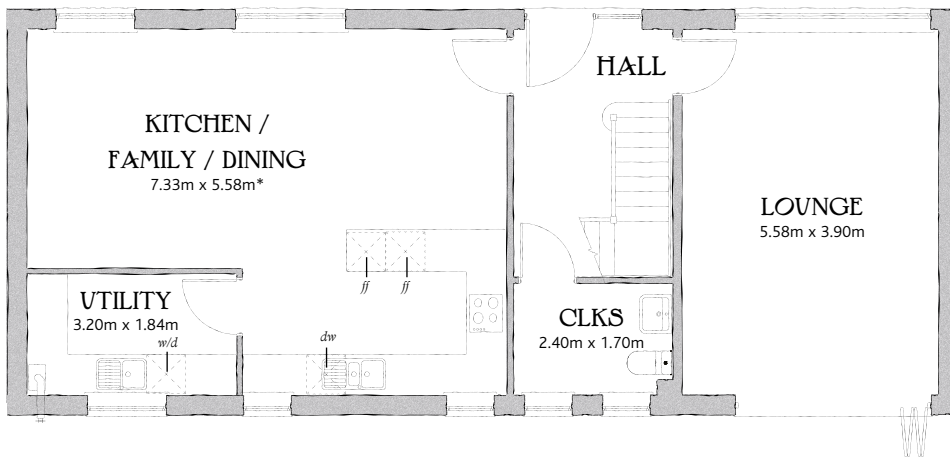 HALL
KITCHEN /
FAMILY / DINING
7.33m x 5.58m*
LOUNGE
5.58m x 3.90m
ff ff
UTILITY
3.20m x 1.84m
w/d
dw
CLKS
2.40m x 1.70m